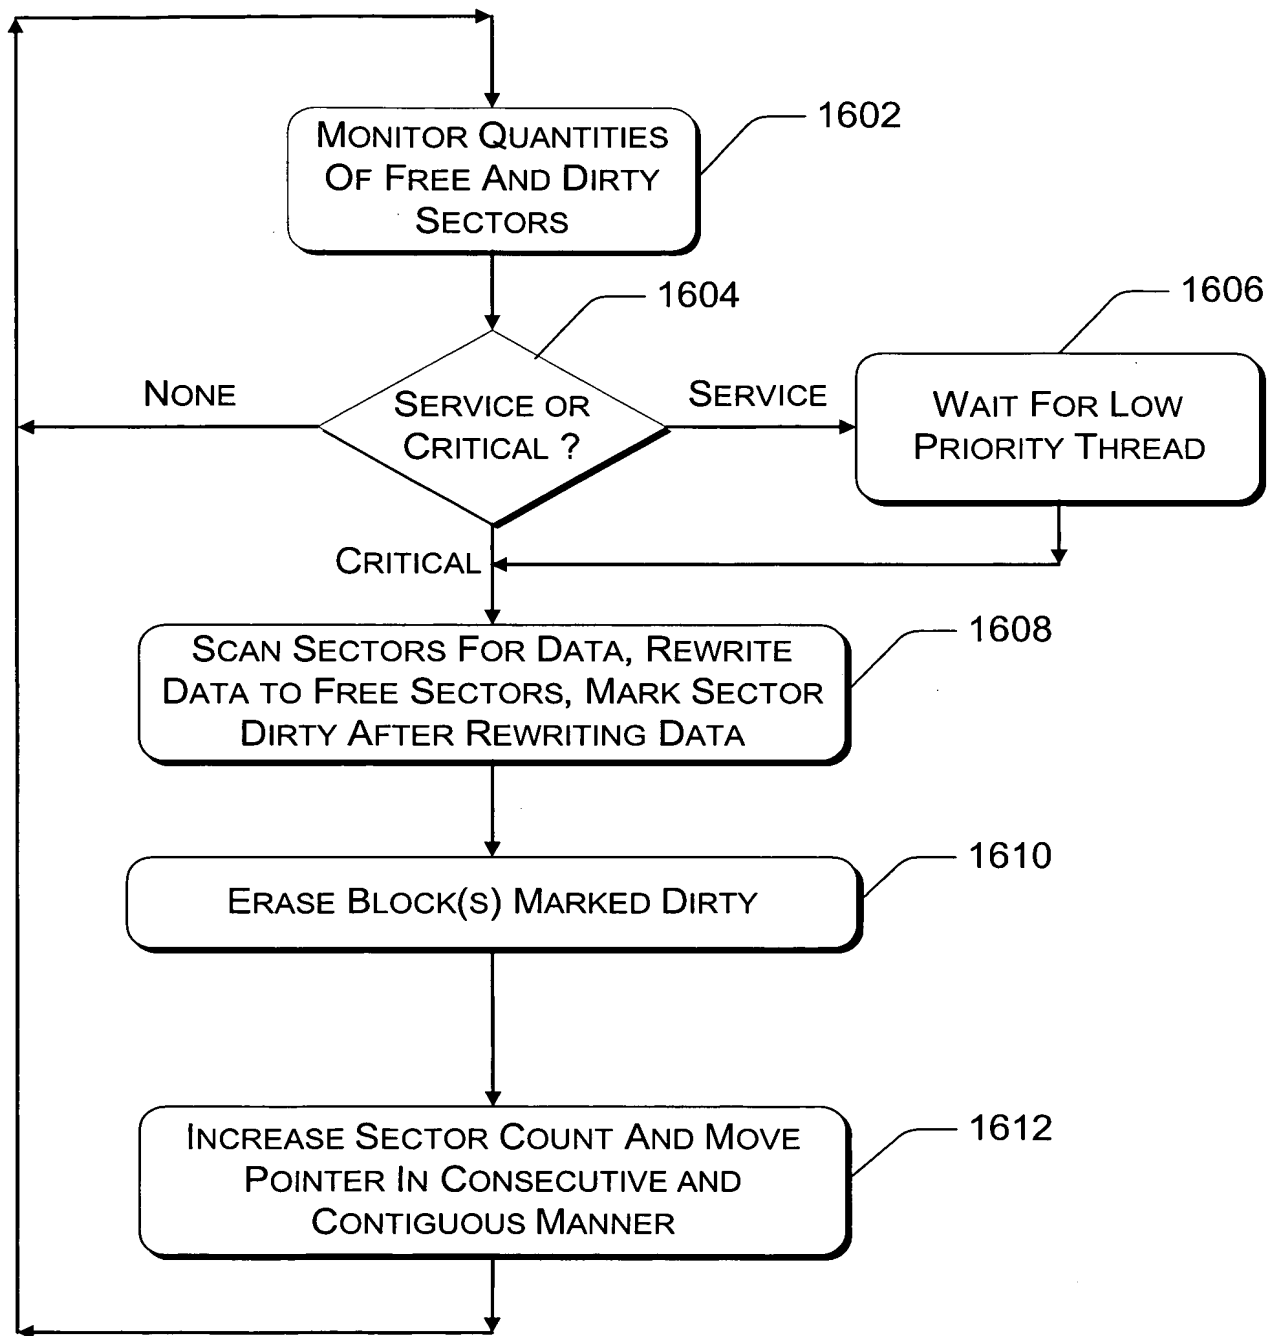 MONITOR QUANTITIES
OF FREE AND DIRTY
SECTORS
1602
1604
1606
NONE
SERVICE OR
CRITICAL ?
SERVICE
WAIT FOR LOW
PRIORITY THREAD
CRITICAL
SCAN SECTORS FOR DATA, REWRITE
DATA TO FREE SECTORS, MARK SECTOR
DIRTY AFTER REWRITING DATA
1608
ERASE BLOCK(S) MARKED DIRTY
1610
INCREASE SECTOR COUNT AND MOVE
POINTER IN CONSECUTIVE AND
CONTIGUOUS MANNER
1612